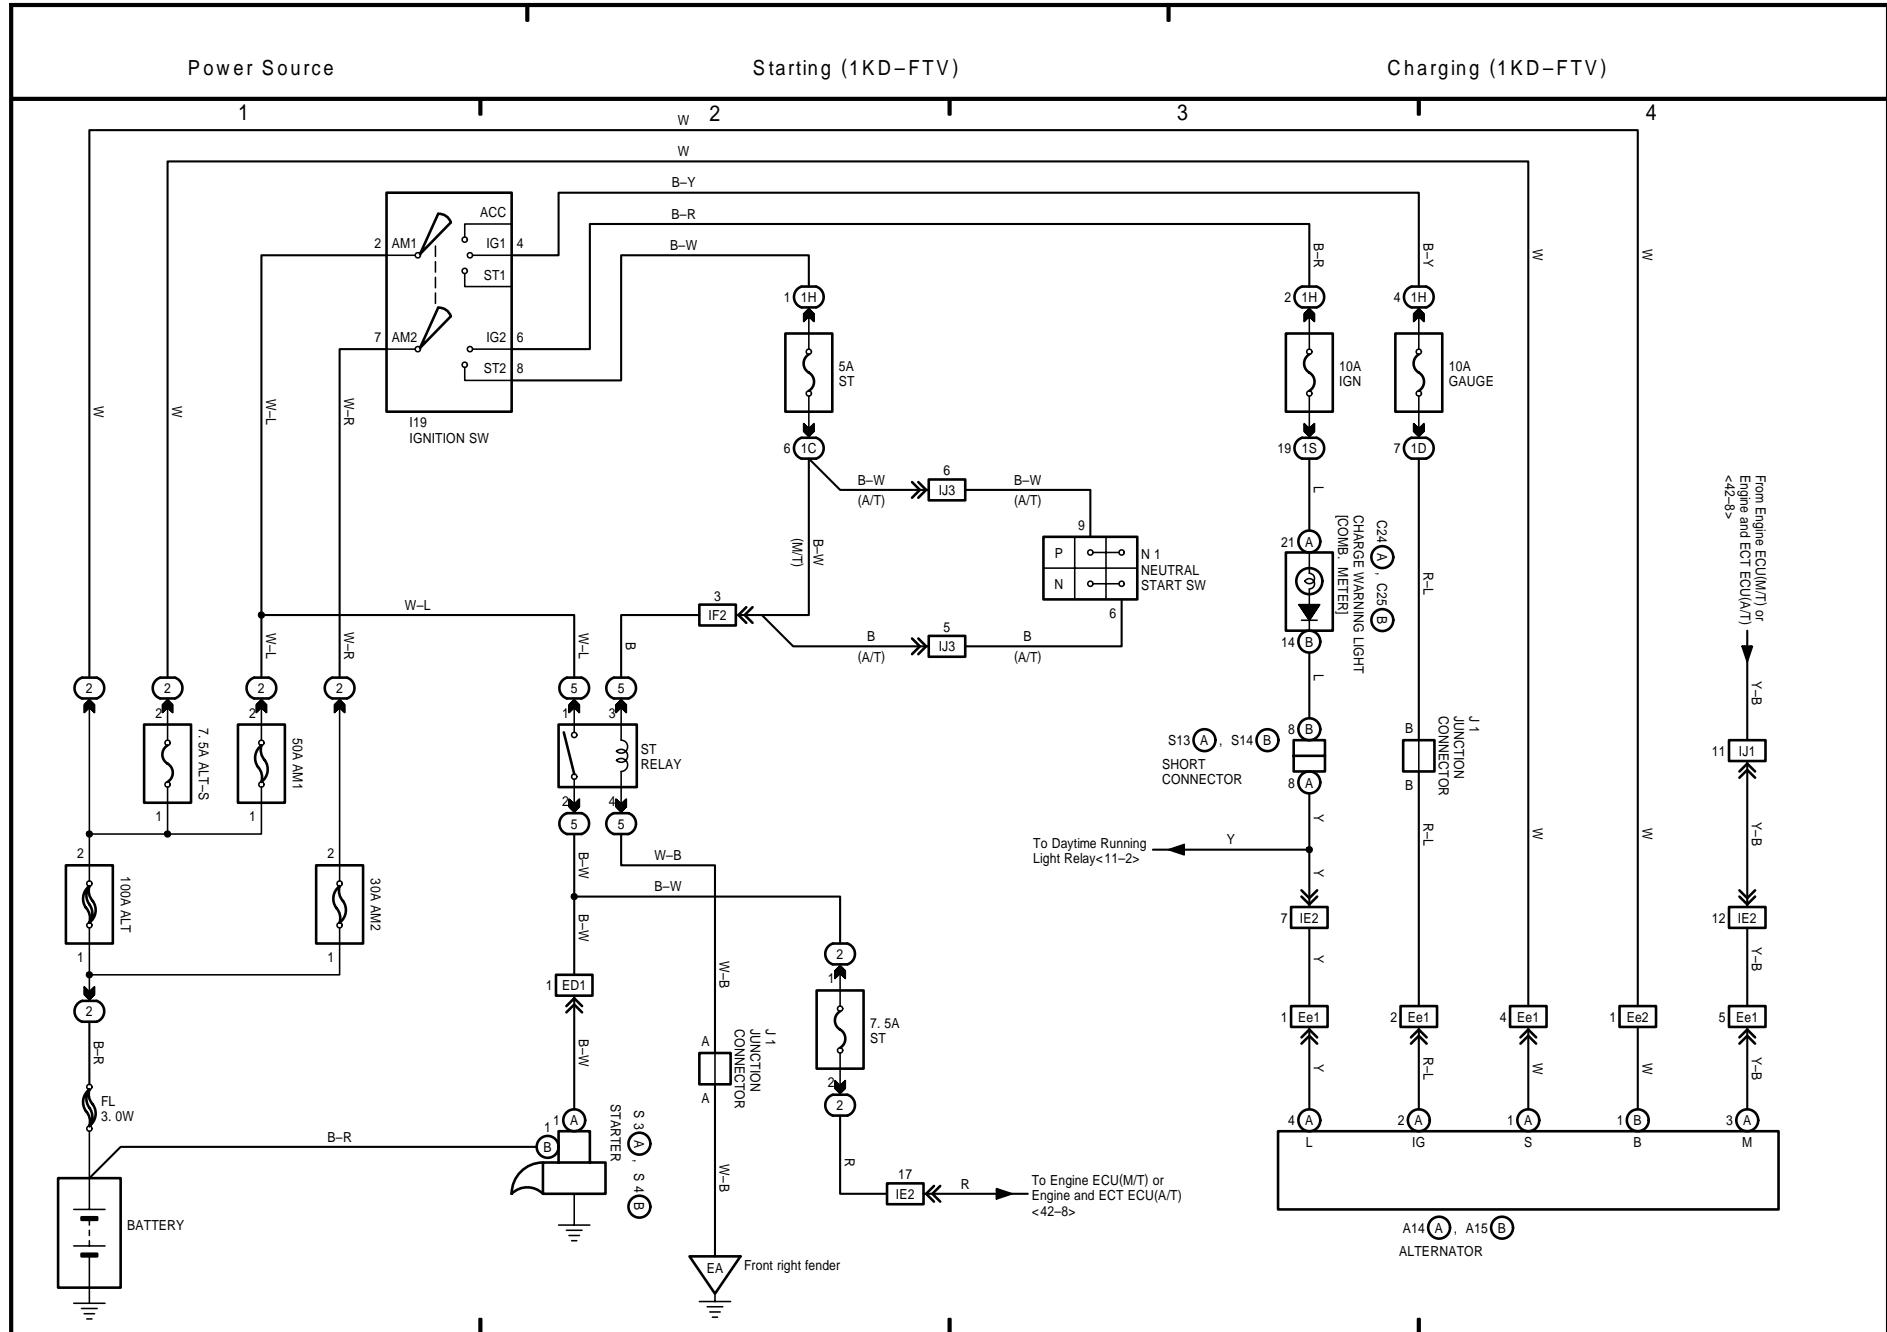 Power Source
Starting (1KD–FTV)
Charging (1KD–FTV)
1
2
3
4
W
W
B–Y
B–R
B–W
ACC
2
AM1
IG1
4
ST1
7
AM2
IG2
6
ST2
8
I19
IGNITION SW
W
W
W–L
W–R
B–R
B–Y
W
W
1
1H
2
1H
4
1H
5A
ST
10A
IGN
10A
GAUGE
6
1C
19
1S
7
1D
B–W
(A/T)
6
IJ3
B–W
(A/T)
B–W
(M/T)
L
9
P
N
N 1
NEUTRAL
START SW
6
21
A
C24 A , C25 B
CHARGE WARNING LIGHT
[COMB. METER]
14
B
R–L
From Engine ECU(M/T) or
Engine and ECT ECU(A/T)
<42–8>
W–L
3
IF2
B
(A/T)
5
IJ3
B
(A/T)
W–L
W–R
W–L
B
L
Y–B
2
2
2
2
5
5
2
2
1
3
7. 5A ALT–S
50A AM1
ST
RELAY
1
1
2
4
5
5
8
B
S13 A , S14 B
SHORT
CONNECTOR
8
A
B
B
J 1
JUNCTION
CONNECTOR
11
IJ1
Y
R–L
W
W
Y–B
To Daytime Running
Light Relay<11–2>
Y
2
100A ALT
1
2
30A AM2
1
B–W
W–B
B–W
B–W
Y
7
IE2
12
IE2
2
B–R
1
ED1
W–B
2
1
7. 5A
ST
2
2
Y
Y–B
1
Ee1
2
Ee1
4
Ee1
1
Ee2
5
Ee1
B–W
A
A
J 1
JUNCTION
CONNECTOR
Y
R–L
W
W
Y–B
FL
3. 0W
B–R
1
A
1
B
S 3 A , S 4 B
STARTER
4
A
2
A
1
A
1
B
3
A
L
IG
S
B
M
W–B
R
17
IE2
R
To Engine ECU(M/T) or
Engine and ECT ECU(A/T)
<42–8>
BATTERY
A14 A , A15 B
ALTERNATOR
EA
Front right fender